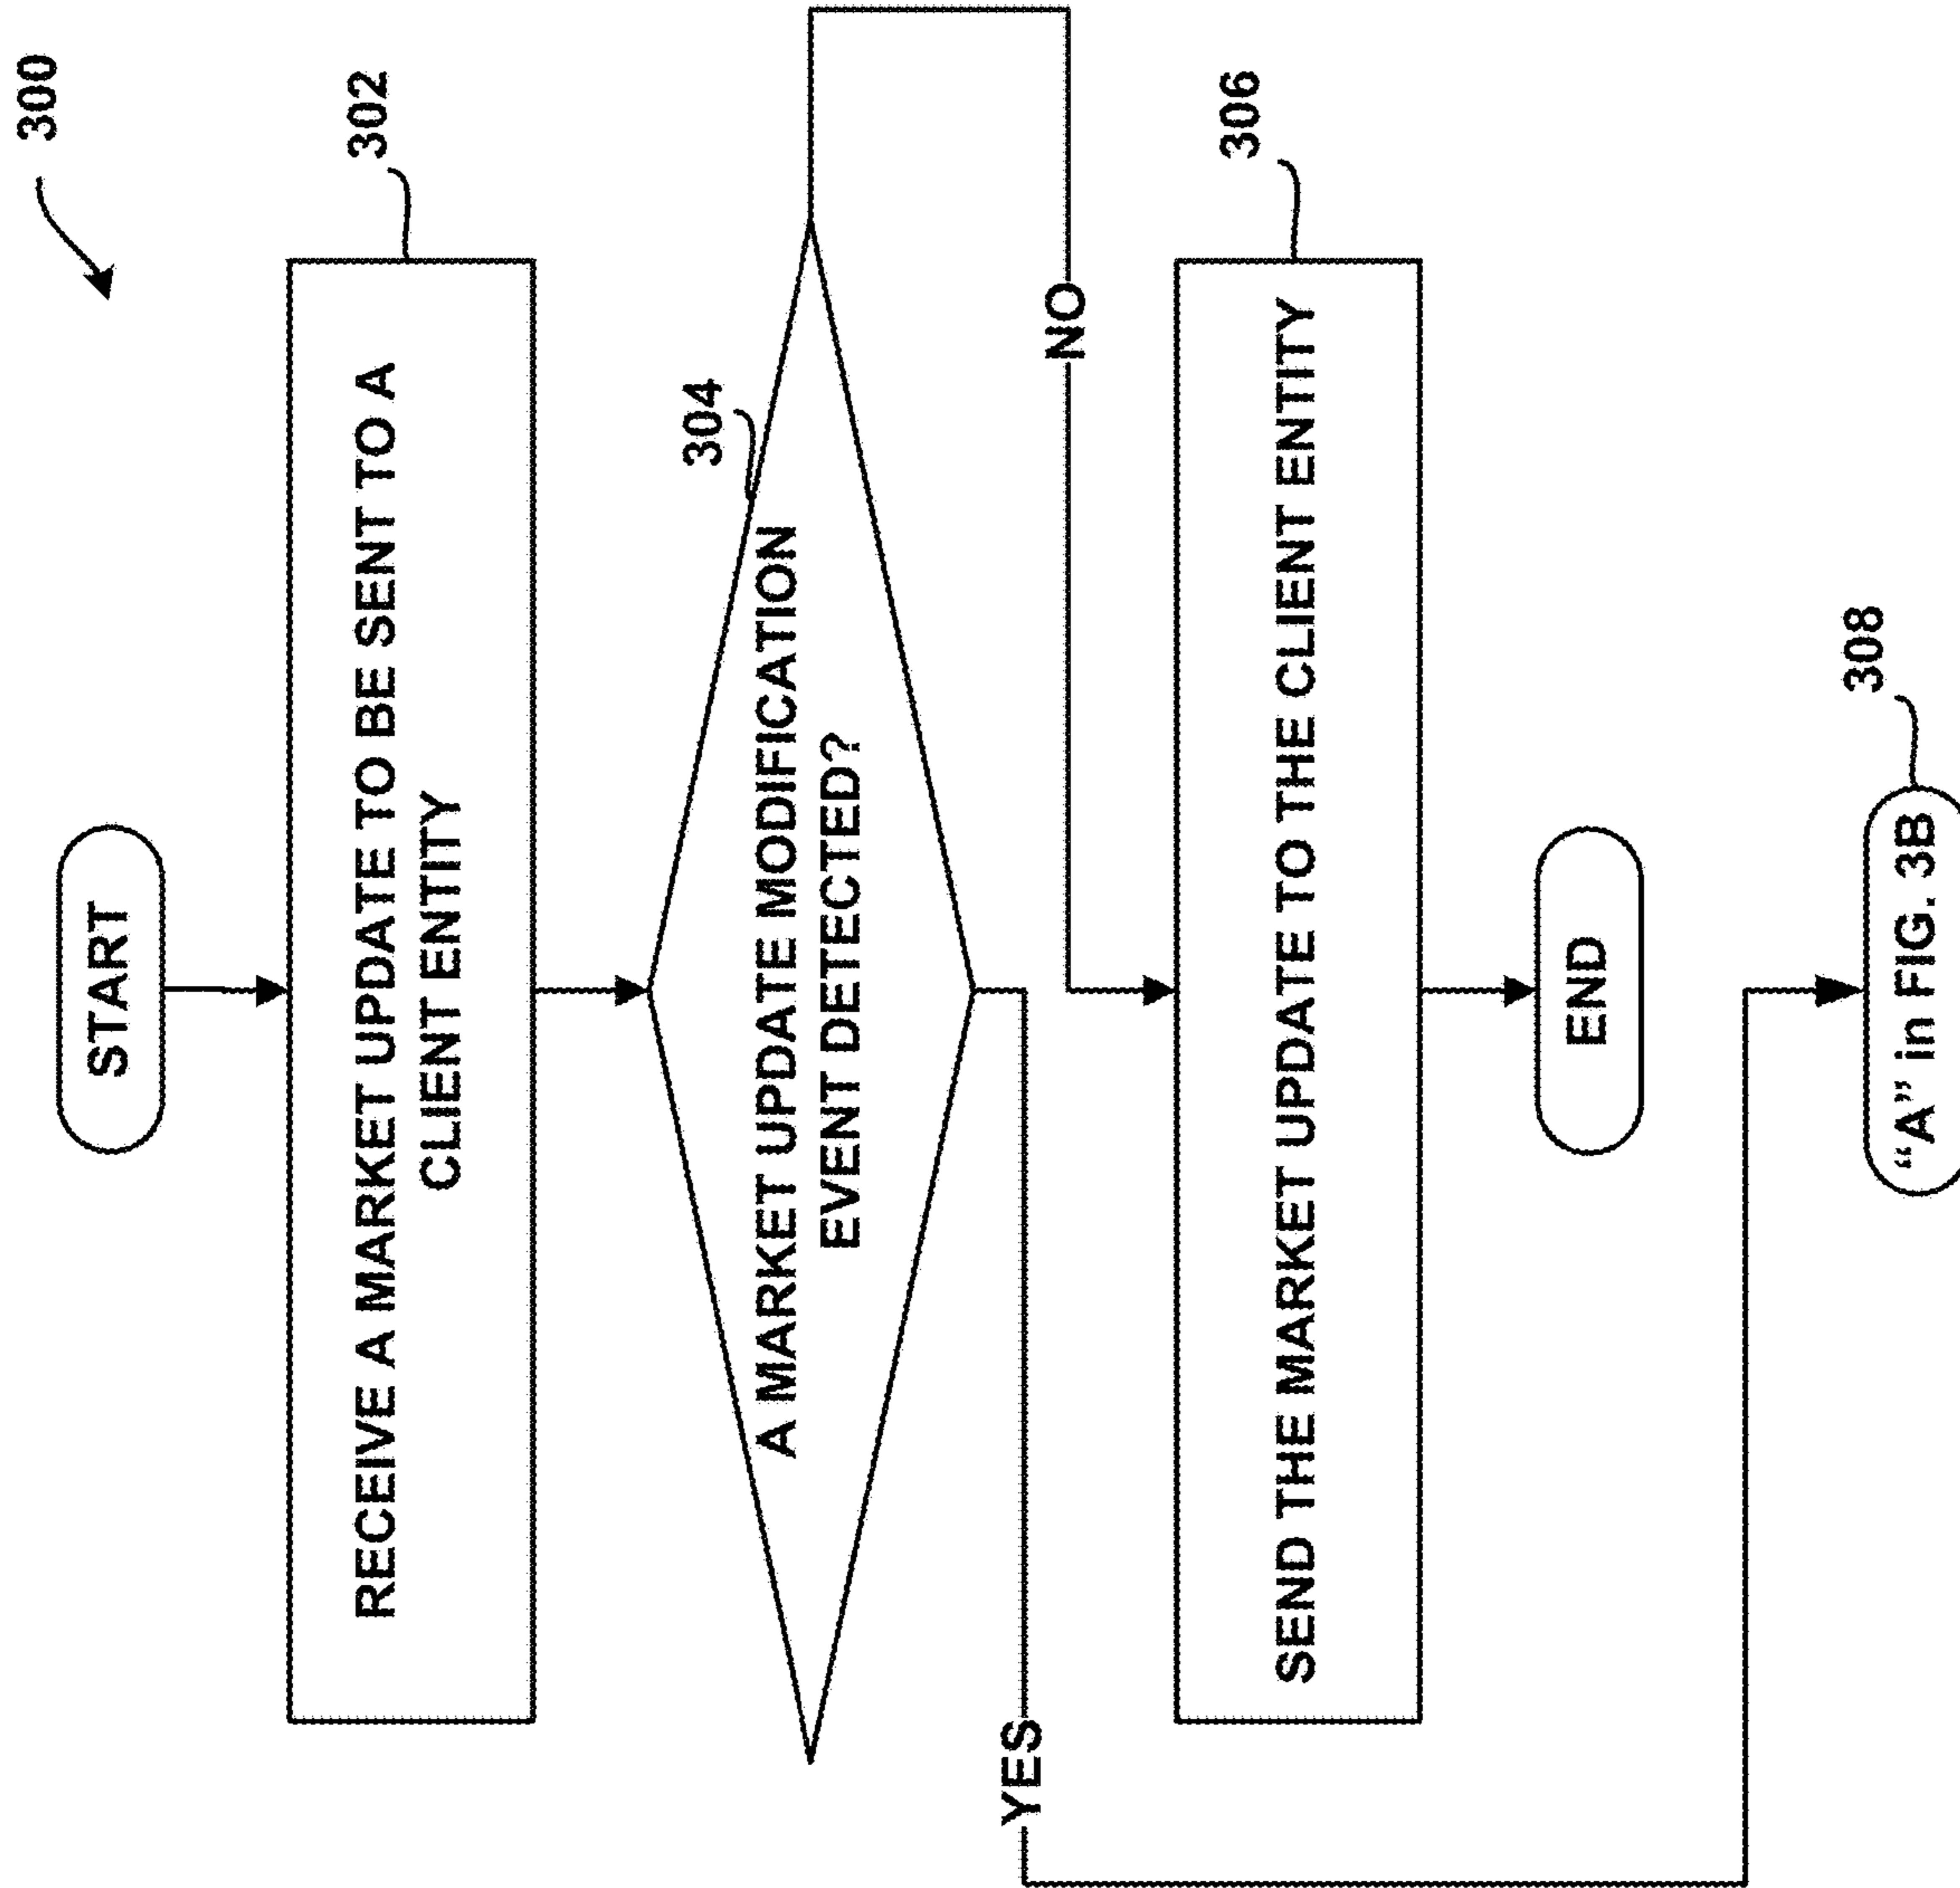 300
START
302
RECEIVE A MARKET UPDATE TO BE SENT TO A
CLIENT ENTITY
304
A MARKET UPDATE MODIFICATION
EVENT DETECTED?
YES
NO
306
SEND THE MARKET UPDATE TO THE CLIENT ENTITY
END
308
“A” in FIG. 3B